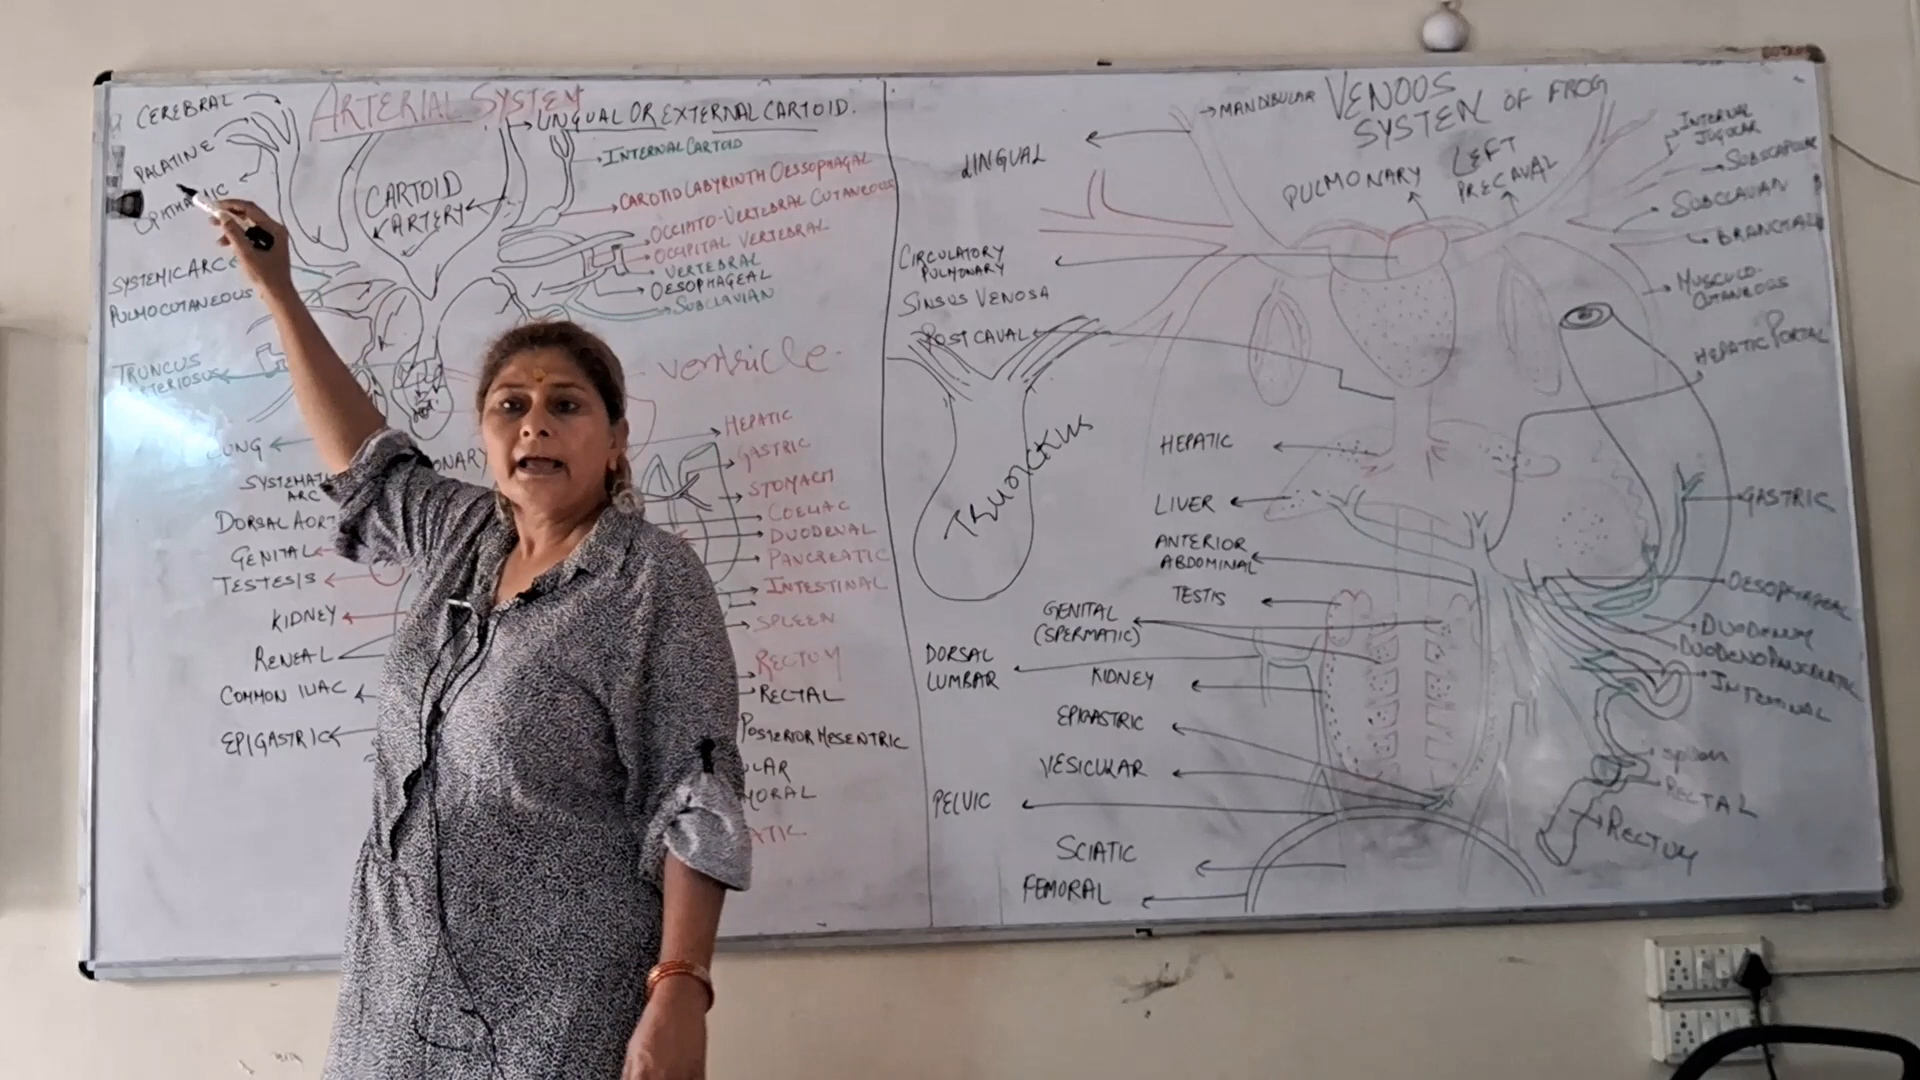 ARTERIAL SYSTEM
CEREBRAL
PALATINE
SYSTEMIC ARC
PULMOCUTANEOUS
TRUNCUS
LUNG
ARC
DORSAL AORT
GENITAL
TESTESIS
KIDNEY
RENEAL
COMMON ILIAC
EPIGASTRIC
LINGUAL OR EXTERNAL CARTOID.
INTERNAL CARTOID
CARTOID
ARTERY
CAROTID LABYRINTH OESSOPHAGAL
OCCIPITO-VERTEBRAL CUTANEOUS
OCCIPITAL VERTEBRAL
VERTEBRAL
OESOPHAGEAL
SUBCLAVIAN
ventricle.
HEPATIC
GASTRIC
STOMACH
COELIAC
DUODENAL
PANCREATIC
INTESTINAL
SPLEEN
RECTUM
RECTAL
POSTERIOR MESENTRIC
VENOOS
SYSTEM OF FROG
MANDIBULAR
LINGUAL
PULMONARY
LEFT
PRECAVAL
CIRCULATORY
PULMONARY
SINSUS VENOSA
POST CAVAL
HEPATIC
LIVER
ANTERIOR
ABDOMINAL
TESTIS
GENITAL
(SPERMATIC)
DORSAL
LUMBAR
KIDNEY
EPIGASTRIC
VESICULAR
PELVIC
SCIATIC
FEMORAL
INTERNAL
JUGULAR
SUBSCAPULAR
SUBCLAVIAN
BRANCHIAL
MUSCULO-
CUTANEOUS
HEPATIC PORTAL
GASTRIC
OESOPHAGEAL
DUODENUM
DUODENOPANCREATIC
INTESTINAL
spleen
RECTAL
RECTUM